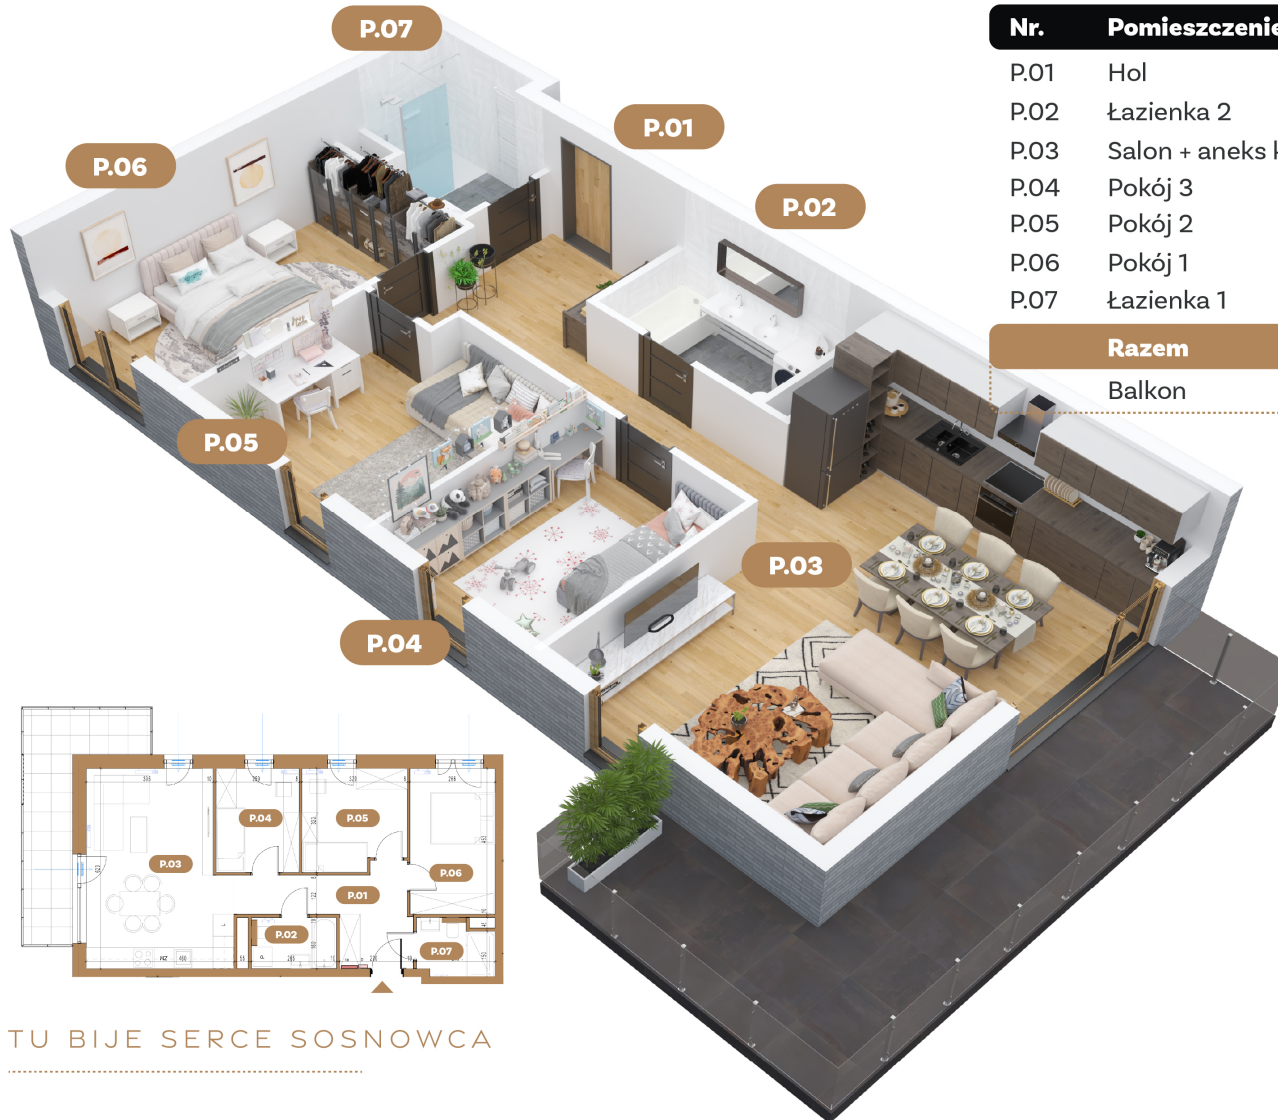 P.07
P.01
P.06
P.02
P.05
P.03
P.04
Nr. Pomieszczenie
P.01 Hol
P.02 Łazienka 2
P.03 Salon + aneks
P.04 Pokój 3
P.05 Pokój 2
P.06 Pokój 1
P.07 Łazienka 1
Razem
Balkon
P.04
P.05
P.03
P.06
P.01
P.02
P.07
TU BIJE SERCE SOSNOWCA